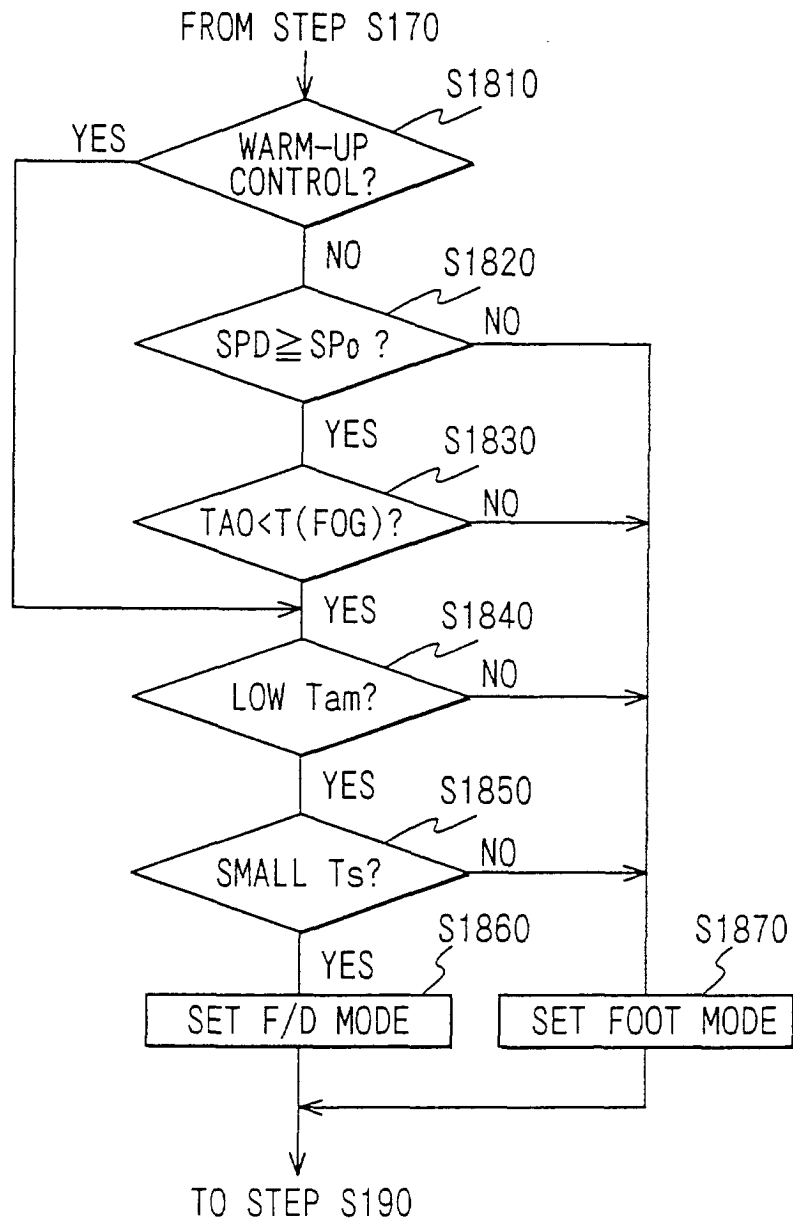 FROM STEP S170
S1810
YES
WARM-UP
CONTROL?
NO
S1820
SPD≧SPo ?
NO
YES
S1830
TAO<T(FOG)?
NO
YES
S1840
LOW Tam?
NO
YES
S1850
SMALL Ts?
NO
YES
S1860
S1870
SET F/D MODE
SET FOOT MODE
TO STEP S190